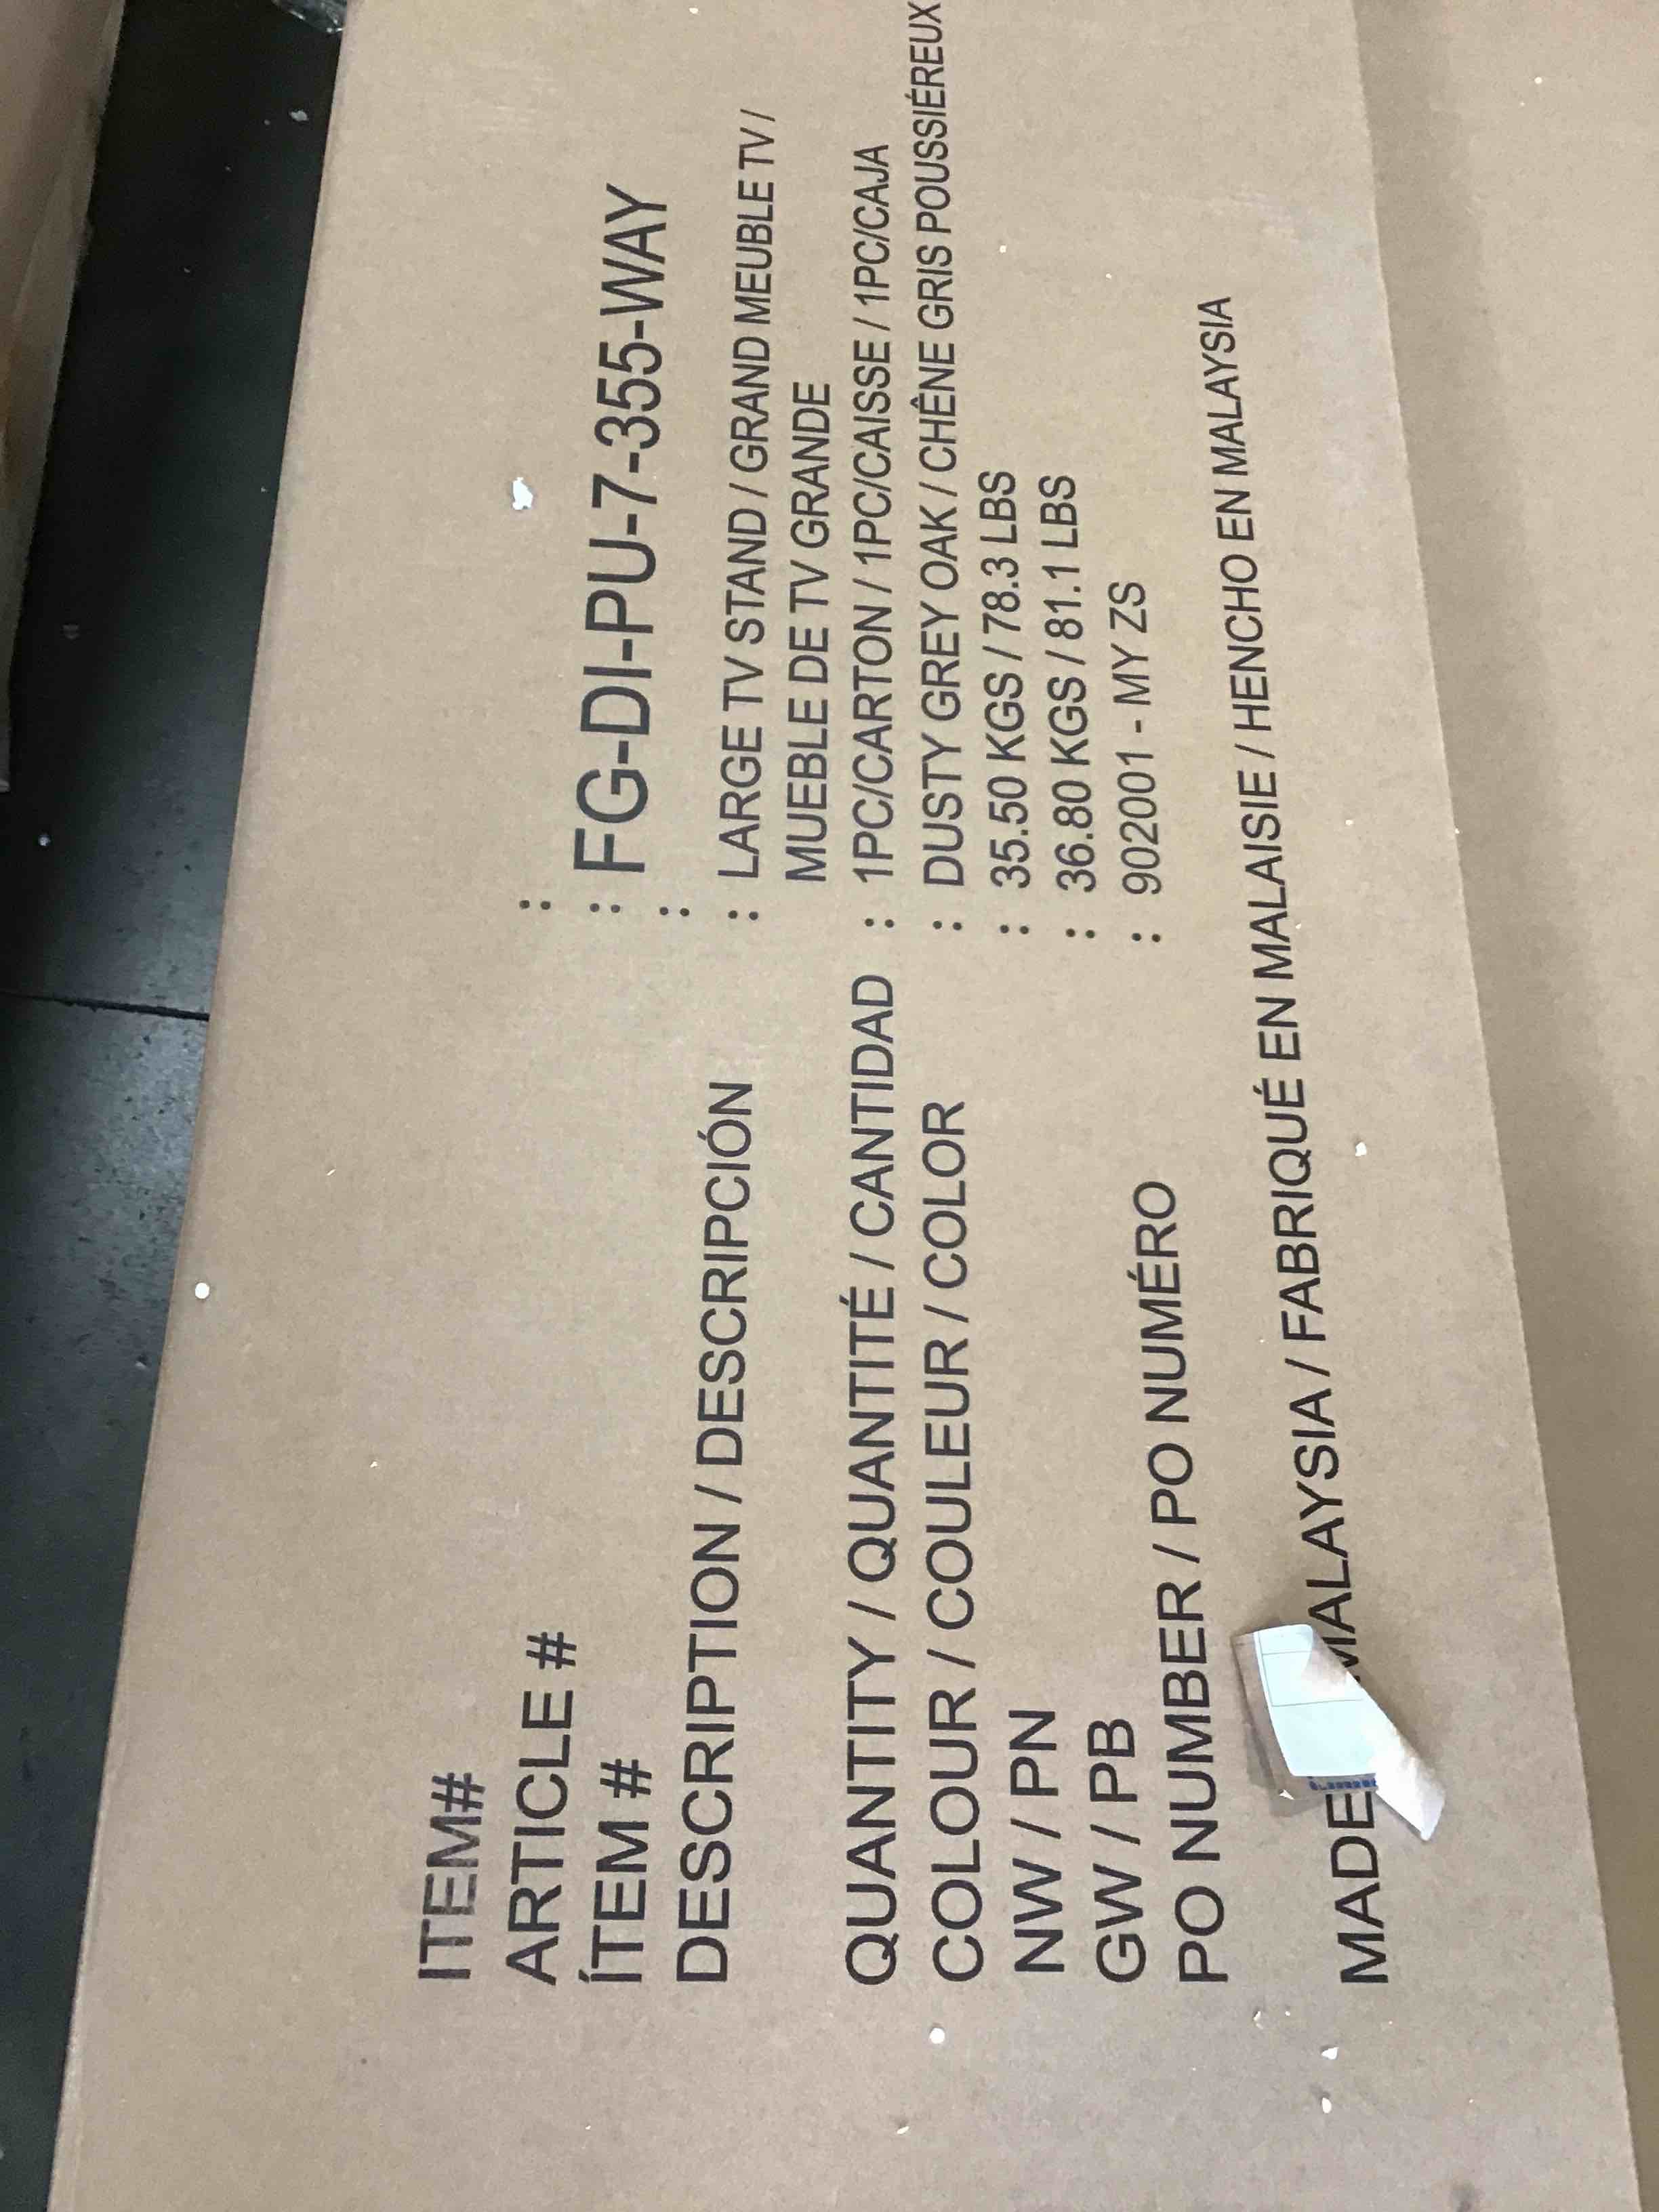 ITEM# :
ARTICLE # : FG-DI-PU-7-355-WAY
ÍTEM # :
DESCRIPTION / DESCRIPCIÓN : LARGE TV STAND / GRAND MEUBLE TV /
MUEBLE DE TV GRANDE
QUANTITY / QUANTITÉ / CANTIDAD : 1PC/CARTON / 1PC/CAISSE / 1PC/CAJA
COLOUR / COULEUR / COLOR : DUSTY GREY OAK / CHÊNE GRIS POUSSIÉREUX
NW / PN : 35.50 KGS / 78.3 LBS
GW / PB : 36.80 KGS / 81.1 LBS
PO NUMBER / PO NUMÉRO : 902001 - MY ZS
MADE MALAYSIA / FABRIQUÉ EN MALAISIE / HENCHO EN MALAYSIA